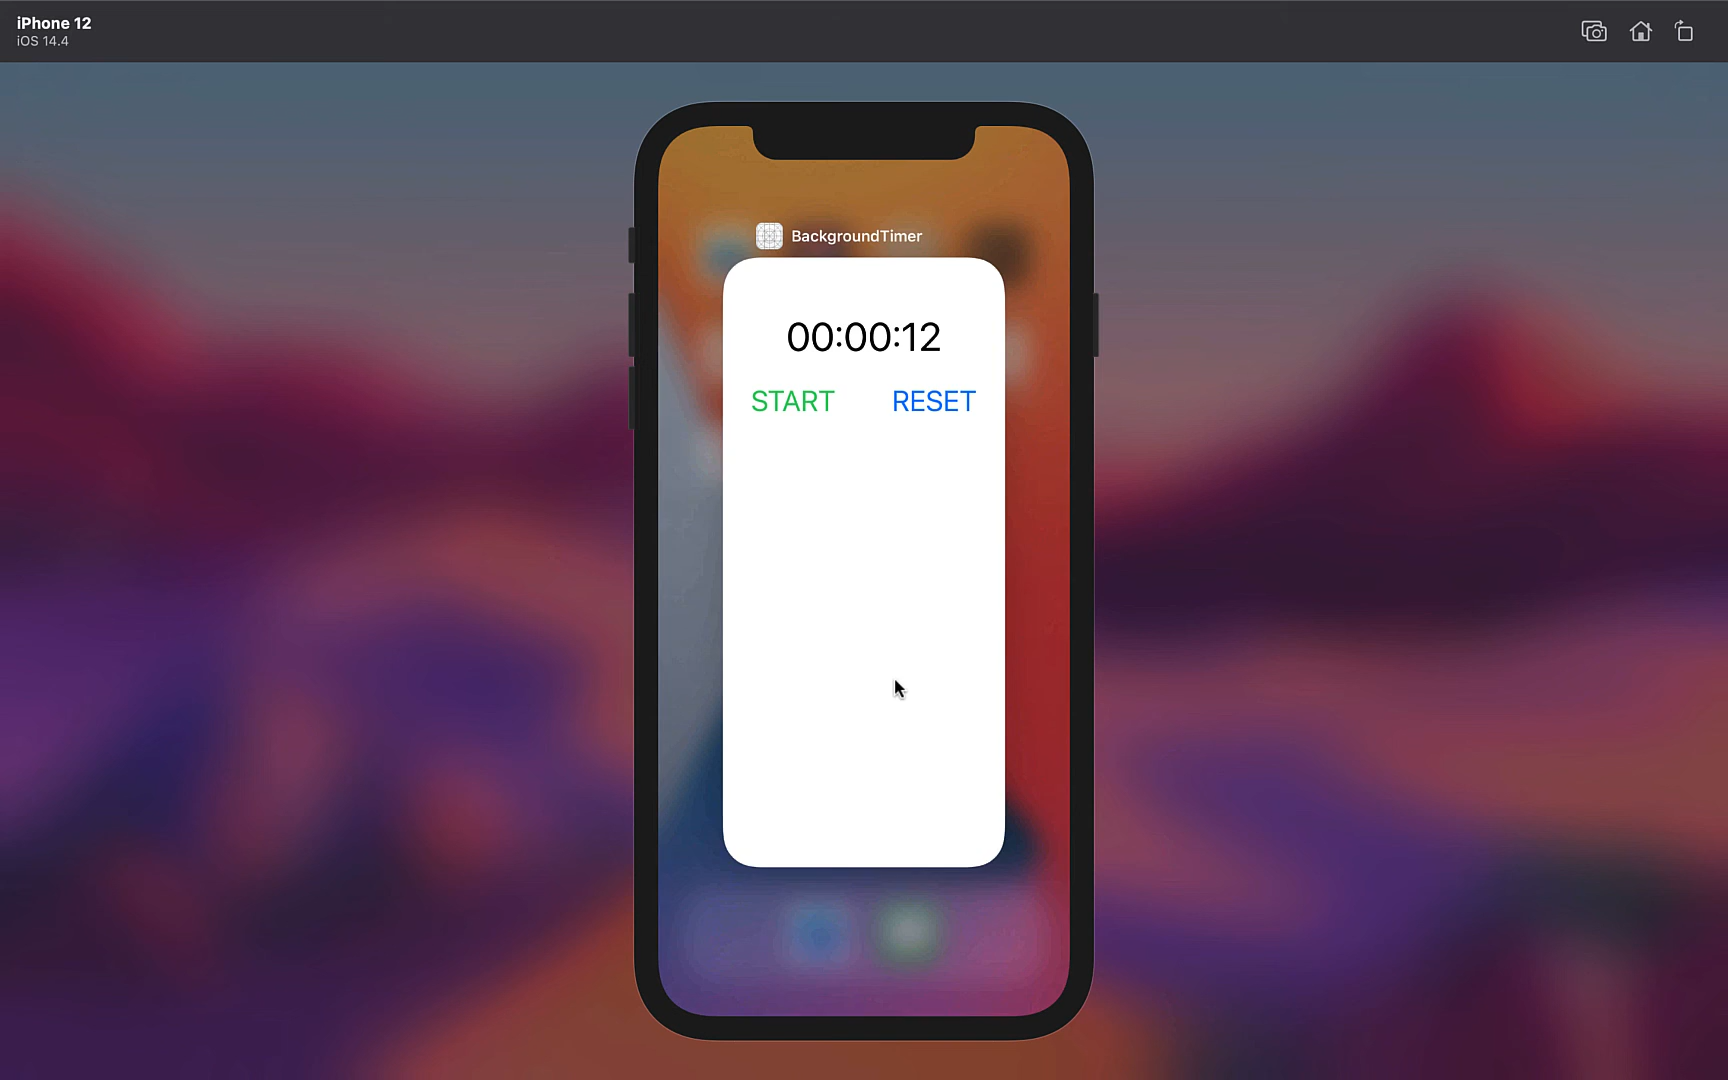 iPhone 12
iOS 14.4
BackgroundTimer
00:00:12
START RESET